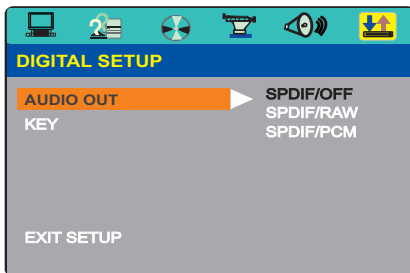 DIGITAL SETUP
AUDIO OUT
SPDIF/OFF
SPDIF/RAW
KEY
SPDIF/PCM
EXIT SETUP